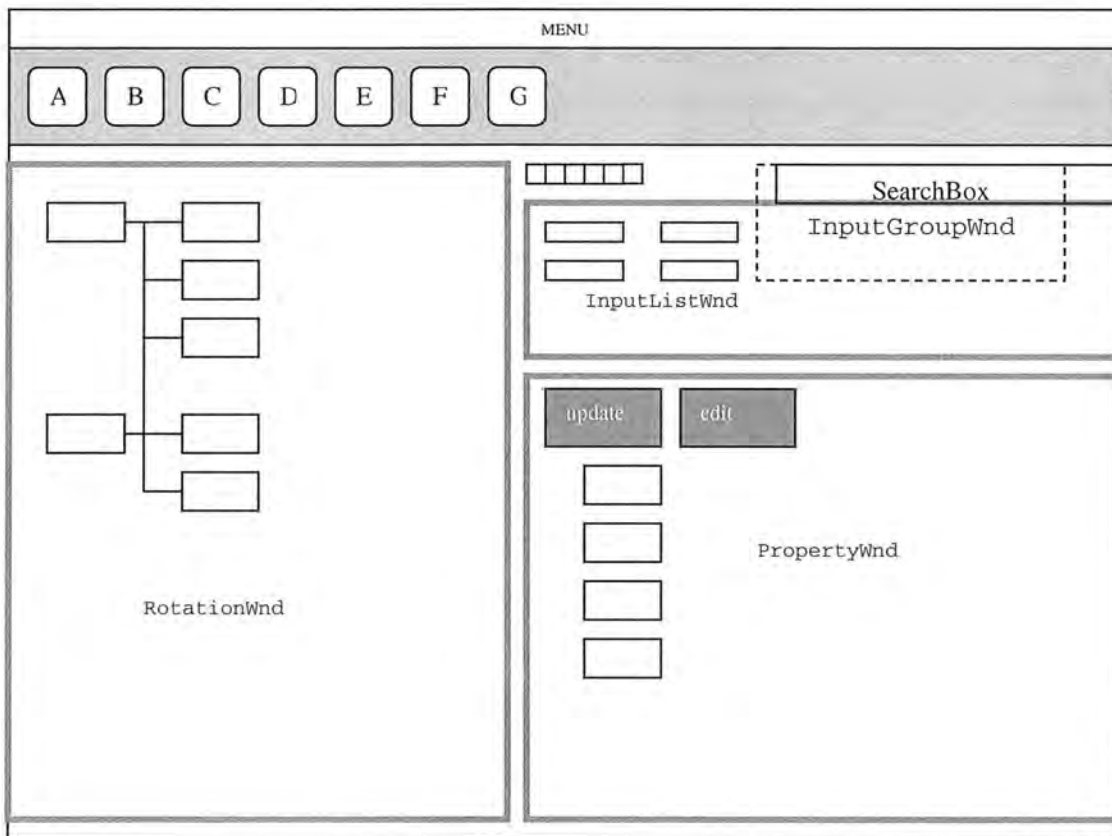 MENU
A B C D E F G
SearchBox
InputGroupWnd
InputListWnd
update edit
PropertyWnd
RotationWnd